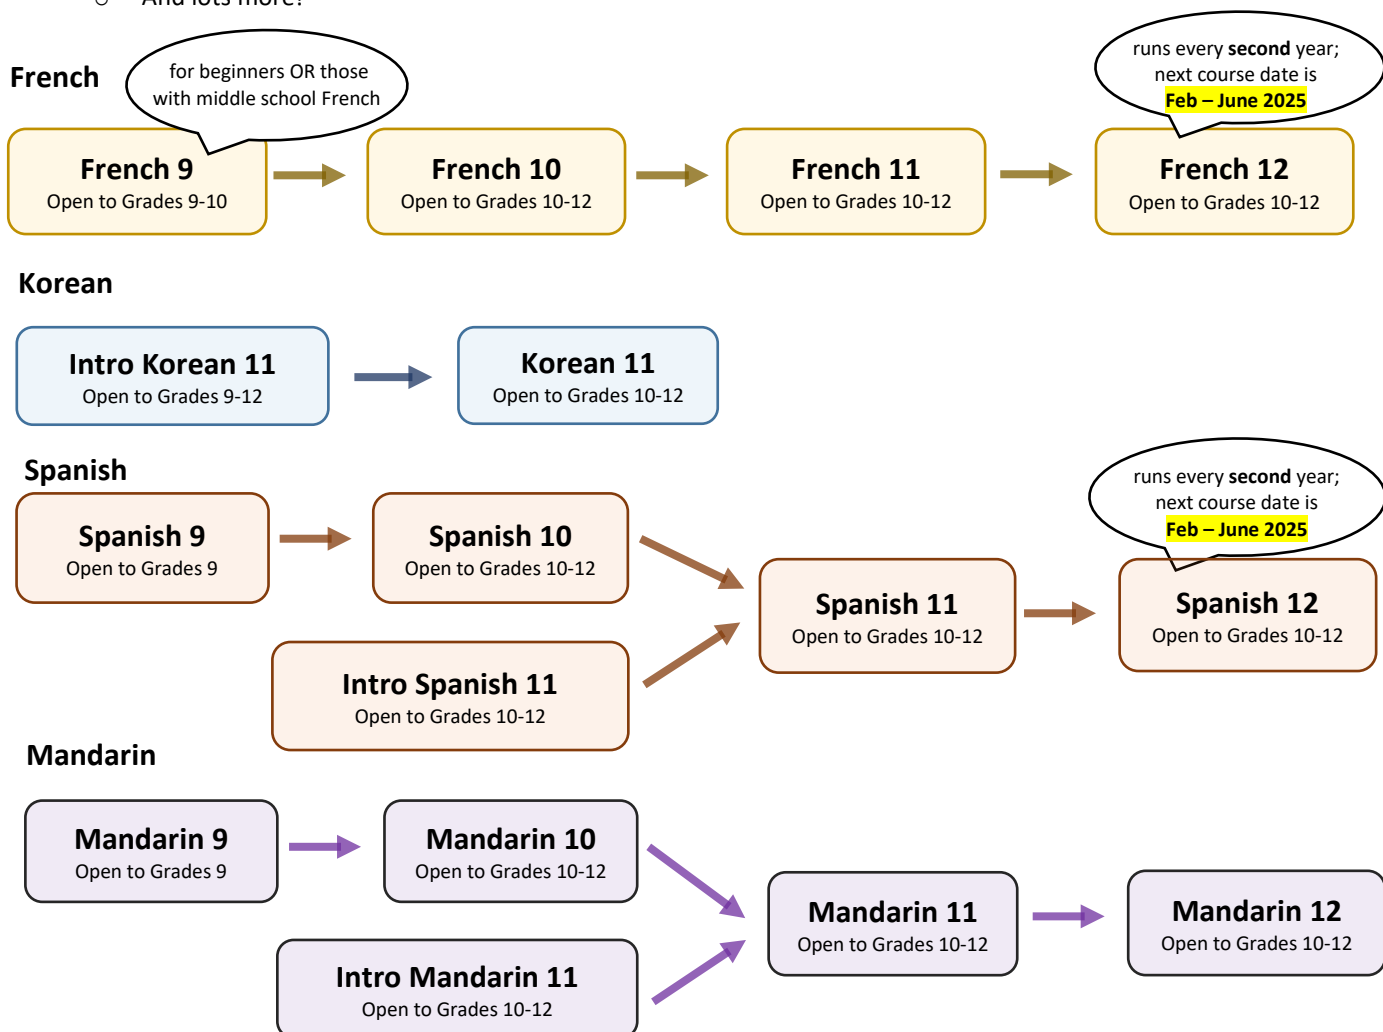 o And lots more!
French
for beginners OR those
with middle school French
runs every second year;
next course date is
Feb – June 2025
French 9
Open to Grades 9-10
French 10
Open to Grades 10-12
French 11
Open to Grades 10-12
French 12
Open to Grades 10-12
Korean
Intro Korean 11
Open to Grades 9-12
Korean 11
Open to Grades 10-12
Spanish
runs every second year;
next course date is
Feb – June 2025
Spanish 9
Open to Grades 9
Spanish 10
Open to Grades 10-12
Spanish 11
Open to Grades 10-12
Spanish 12
Open to Grades 10-12
Intro Spanish 11
Open to Grades 10-12
Mandarin
Mandarin 9
Open to Grades 9
Mandarin 10
Open to Grades 10-12
Mandarin 11
Open to Grades 10-12
Mandarin 12
Open to Grades 10-12
Intro Mandarin 11
Open to Grades 10-12